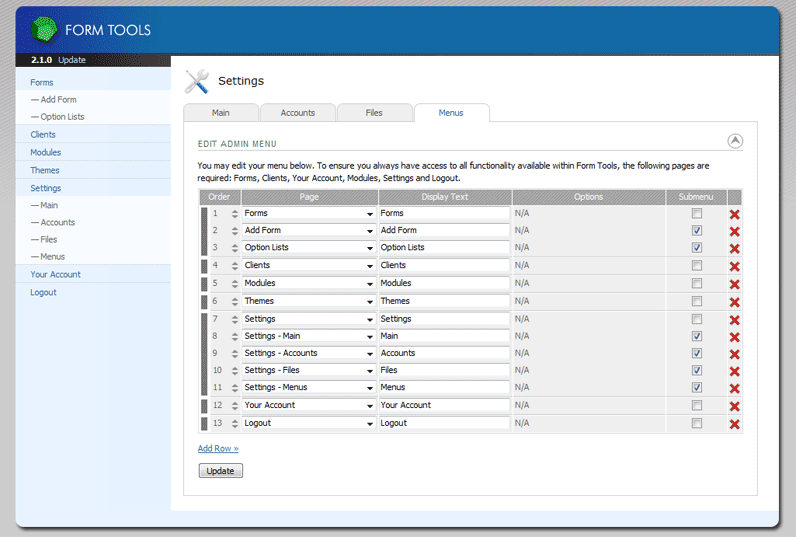 FORM TOOLS
2.1.0 Update
Forms
— Add Form
— Option Lists
Clients
Modules
Themes
Settings
— Main
— Accounts
— Files
— Menus
Your Account
Logout
Settings
Main Accounts Files Menus
EDIT ADMIN MENU
You may edit your menu below. To ensure you always have access to all functionality available within Form Tools, the following pages are
required: Forms, Clients, Your Account, Modules, Settings and Logout.
Order Page Display Text Options Submenu
1 Forms Forms N/A
2 Add Form Add Form N/A
3 Option Lists Option Lists N/A
4 Clients Clients N/A
5 Modules Modules N/A
6 Themes Themes N/A
7 Settings Settings N/A
8 Settings - Main Main N/A
9 Settings - Accounts Accounts N/A
10 Settings - Files Files N/A
11 Settings - Menus Menus N/A
12 Your Account Your Account N/A
13 Logout Logout N/A
Add Row »
Update